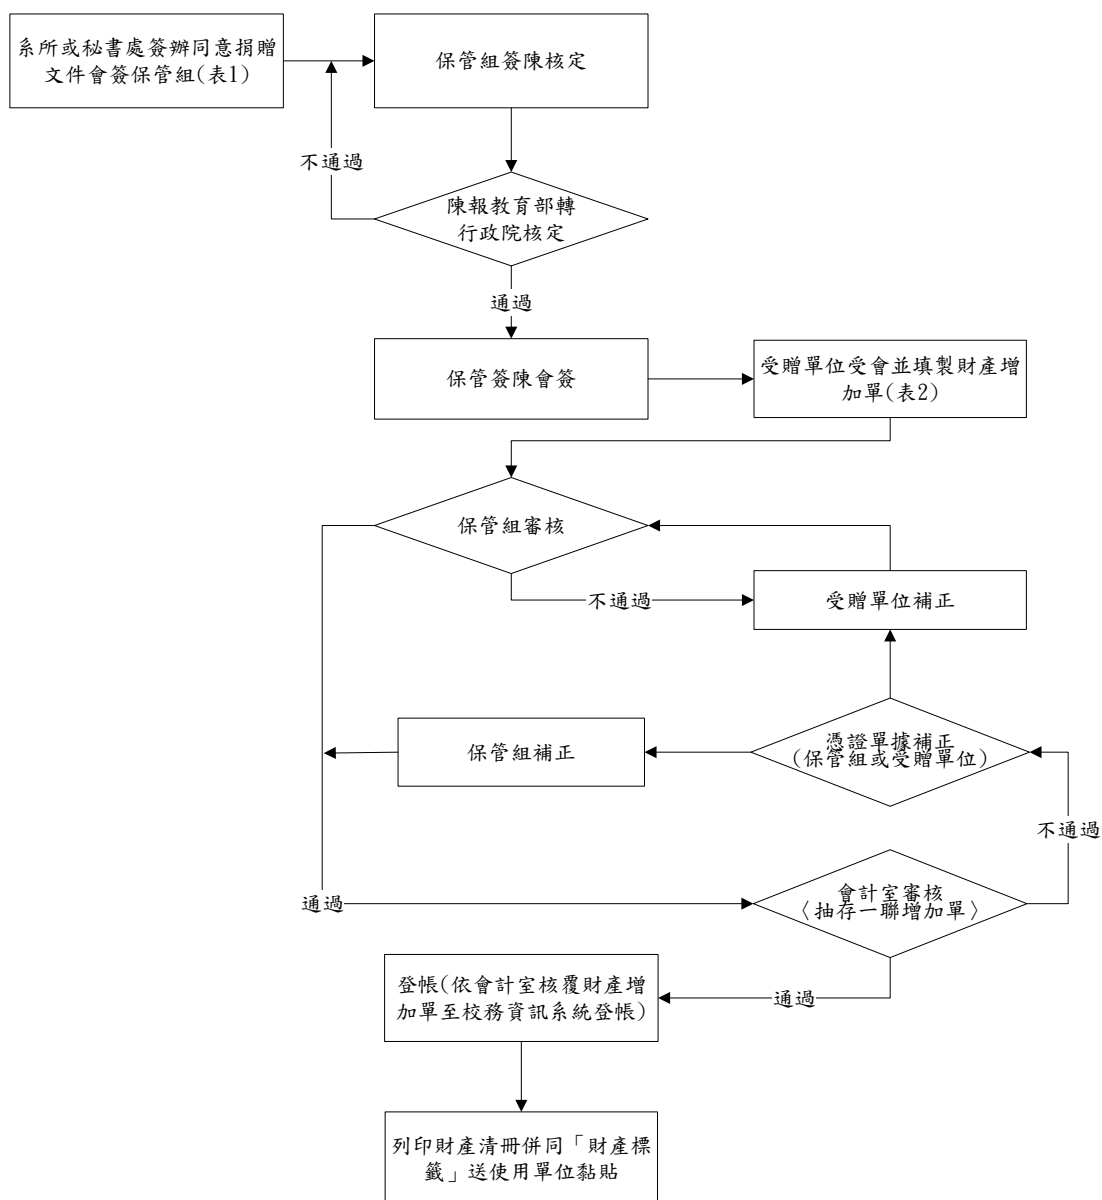 系所或秘書處簽辦同意捐贈
文件會簽保管組(表1)
保管組簽陳核定
不通過
陳報教育部轉
行政院核定
通過
保管簽陳會簽
受贈單位受會並填製財產增
加單(表2)
保管組審核
不通過
受贈單位補正
保管組補正
憑證單據補正
(保管組或受贈單位)
不通過
會計室審核
〈抽存一聯增加單〉
通過
登帳(依會計室核覆財產增
加單至校務資訊系統登帳)
通過
列印財產清冊併同「財產標
籤」送使用單位黏貼